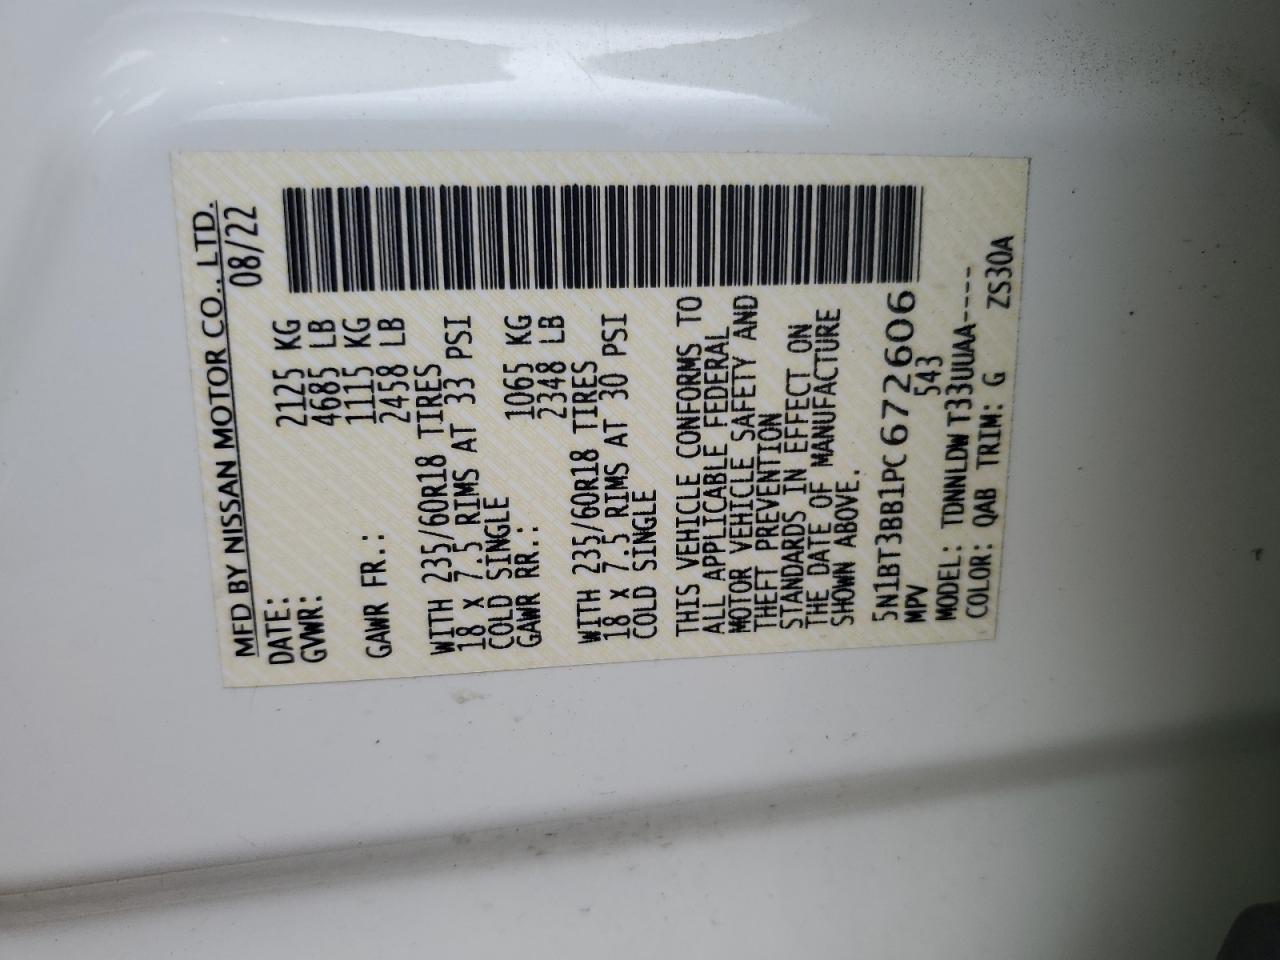 MFD BY NISSAN MOTOR CO., LTD.
DATE: 08/22
GVWR: 2125 KG
4685 LB
GAWR FR.: 1115 KG
2458 LB
WITH 235/60R18 TIRES
18 X 7.5 RIMS AT 33 PSI
COLD SINGLE
GAWR RR.: 1065 KG
2348 LB
WITH 235/60R18 TIRES
18 X 7.5 RIMS AT 30 PSI
COLD SINGLE
THIS VEHICLE CONFORMS TO
ALL APPLICABLE FEDERAL
MOTOR VEHICLE SAFETY AND
THEFT PREVENTION
STANDARDS IN EFFECT ON
THE DATE OF MANUFACTURE
SHOWN ABOVE.
5N1BT3BB1PC672606
MPV 543
MODEL: TDNNLDWT33UUAA----
COLOR: QAB TRIM: G ZS30A